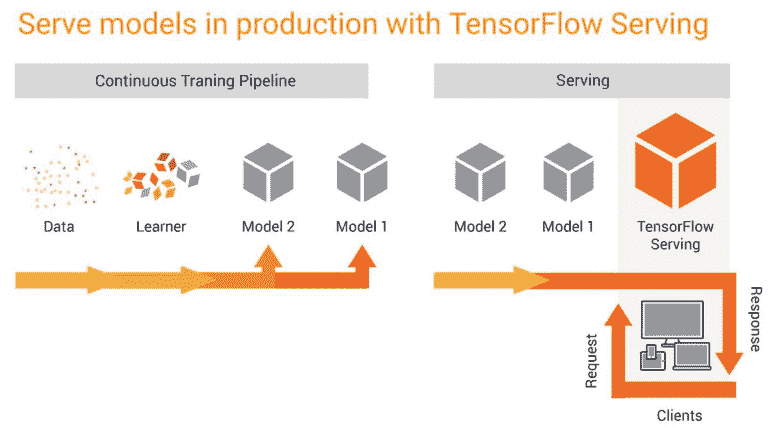 Serve models in production with TensorFlow Serving
Continuous Traning Pipeline
Serving
Data
Learner
Model 2
Model 1
Model 2
Model 1
TensorFlow
Serving
Response
Request
Clients